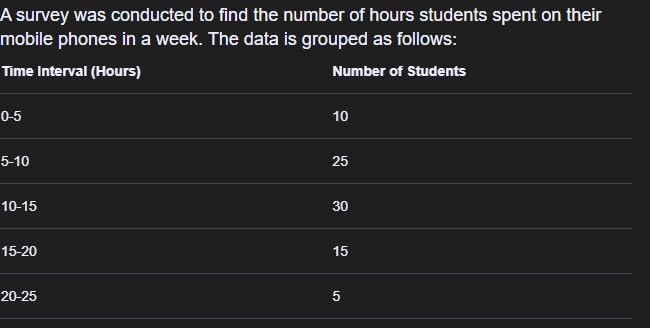 A survey was conducted to find the number of hours students spent on their
mobile phones in a week. The data is grouped as follows:
Time Interval (Hours) Number of Students
0-5 10
5-10 25
10-15 30
15-20 15
20-25 5